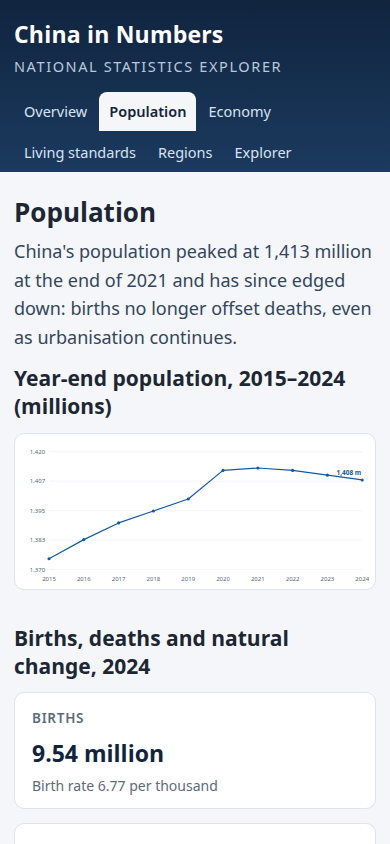 China in Numbers
NATIONAL STATISTICS EXPLORER
Overview Population Economy
Living standards Regions Explorer
Population
China's population peaked at 1,413 million
at the end of 2021 and has since edged
down: births no longer offset deaths, even
as urbanisation continues.
Year-end population, 2015–2024
(millions)
1,420
1,407
1,395
1,383
1,370
1,408 m
2015 2016 2017 2018 2019 2020 2021 2022 2023 2024
Births, deaths and natural
change, 2024
BIRTHS
9.54 million
Birth rate 6.77 per thousand